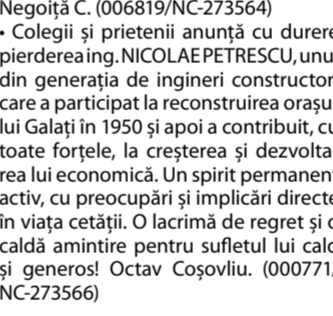 Negoiță C. (006819/NC-273564)
• Colegii și prietenii anunță cu durere
pierderea ing. NICOLAE PETRESCU, unu
din generația de ingineri constructor
care a participat la reconstruirea orașu
lui Galați în 1950 și apoi a contribuit, cu
toate forțele, la creșterea și dezvolta
rea lui economică. Un spirit permanent
activ, cu preocupări și implicări directe
în viața cetății. O lacrimă de regret și o
caldă amintire pentru sufletul lui cald
și generos! Octav Coșovliu. (000771/
NC-273566)